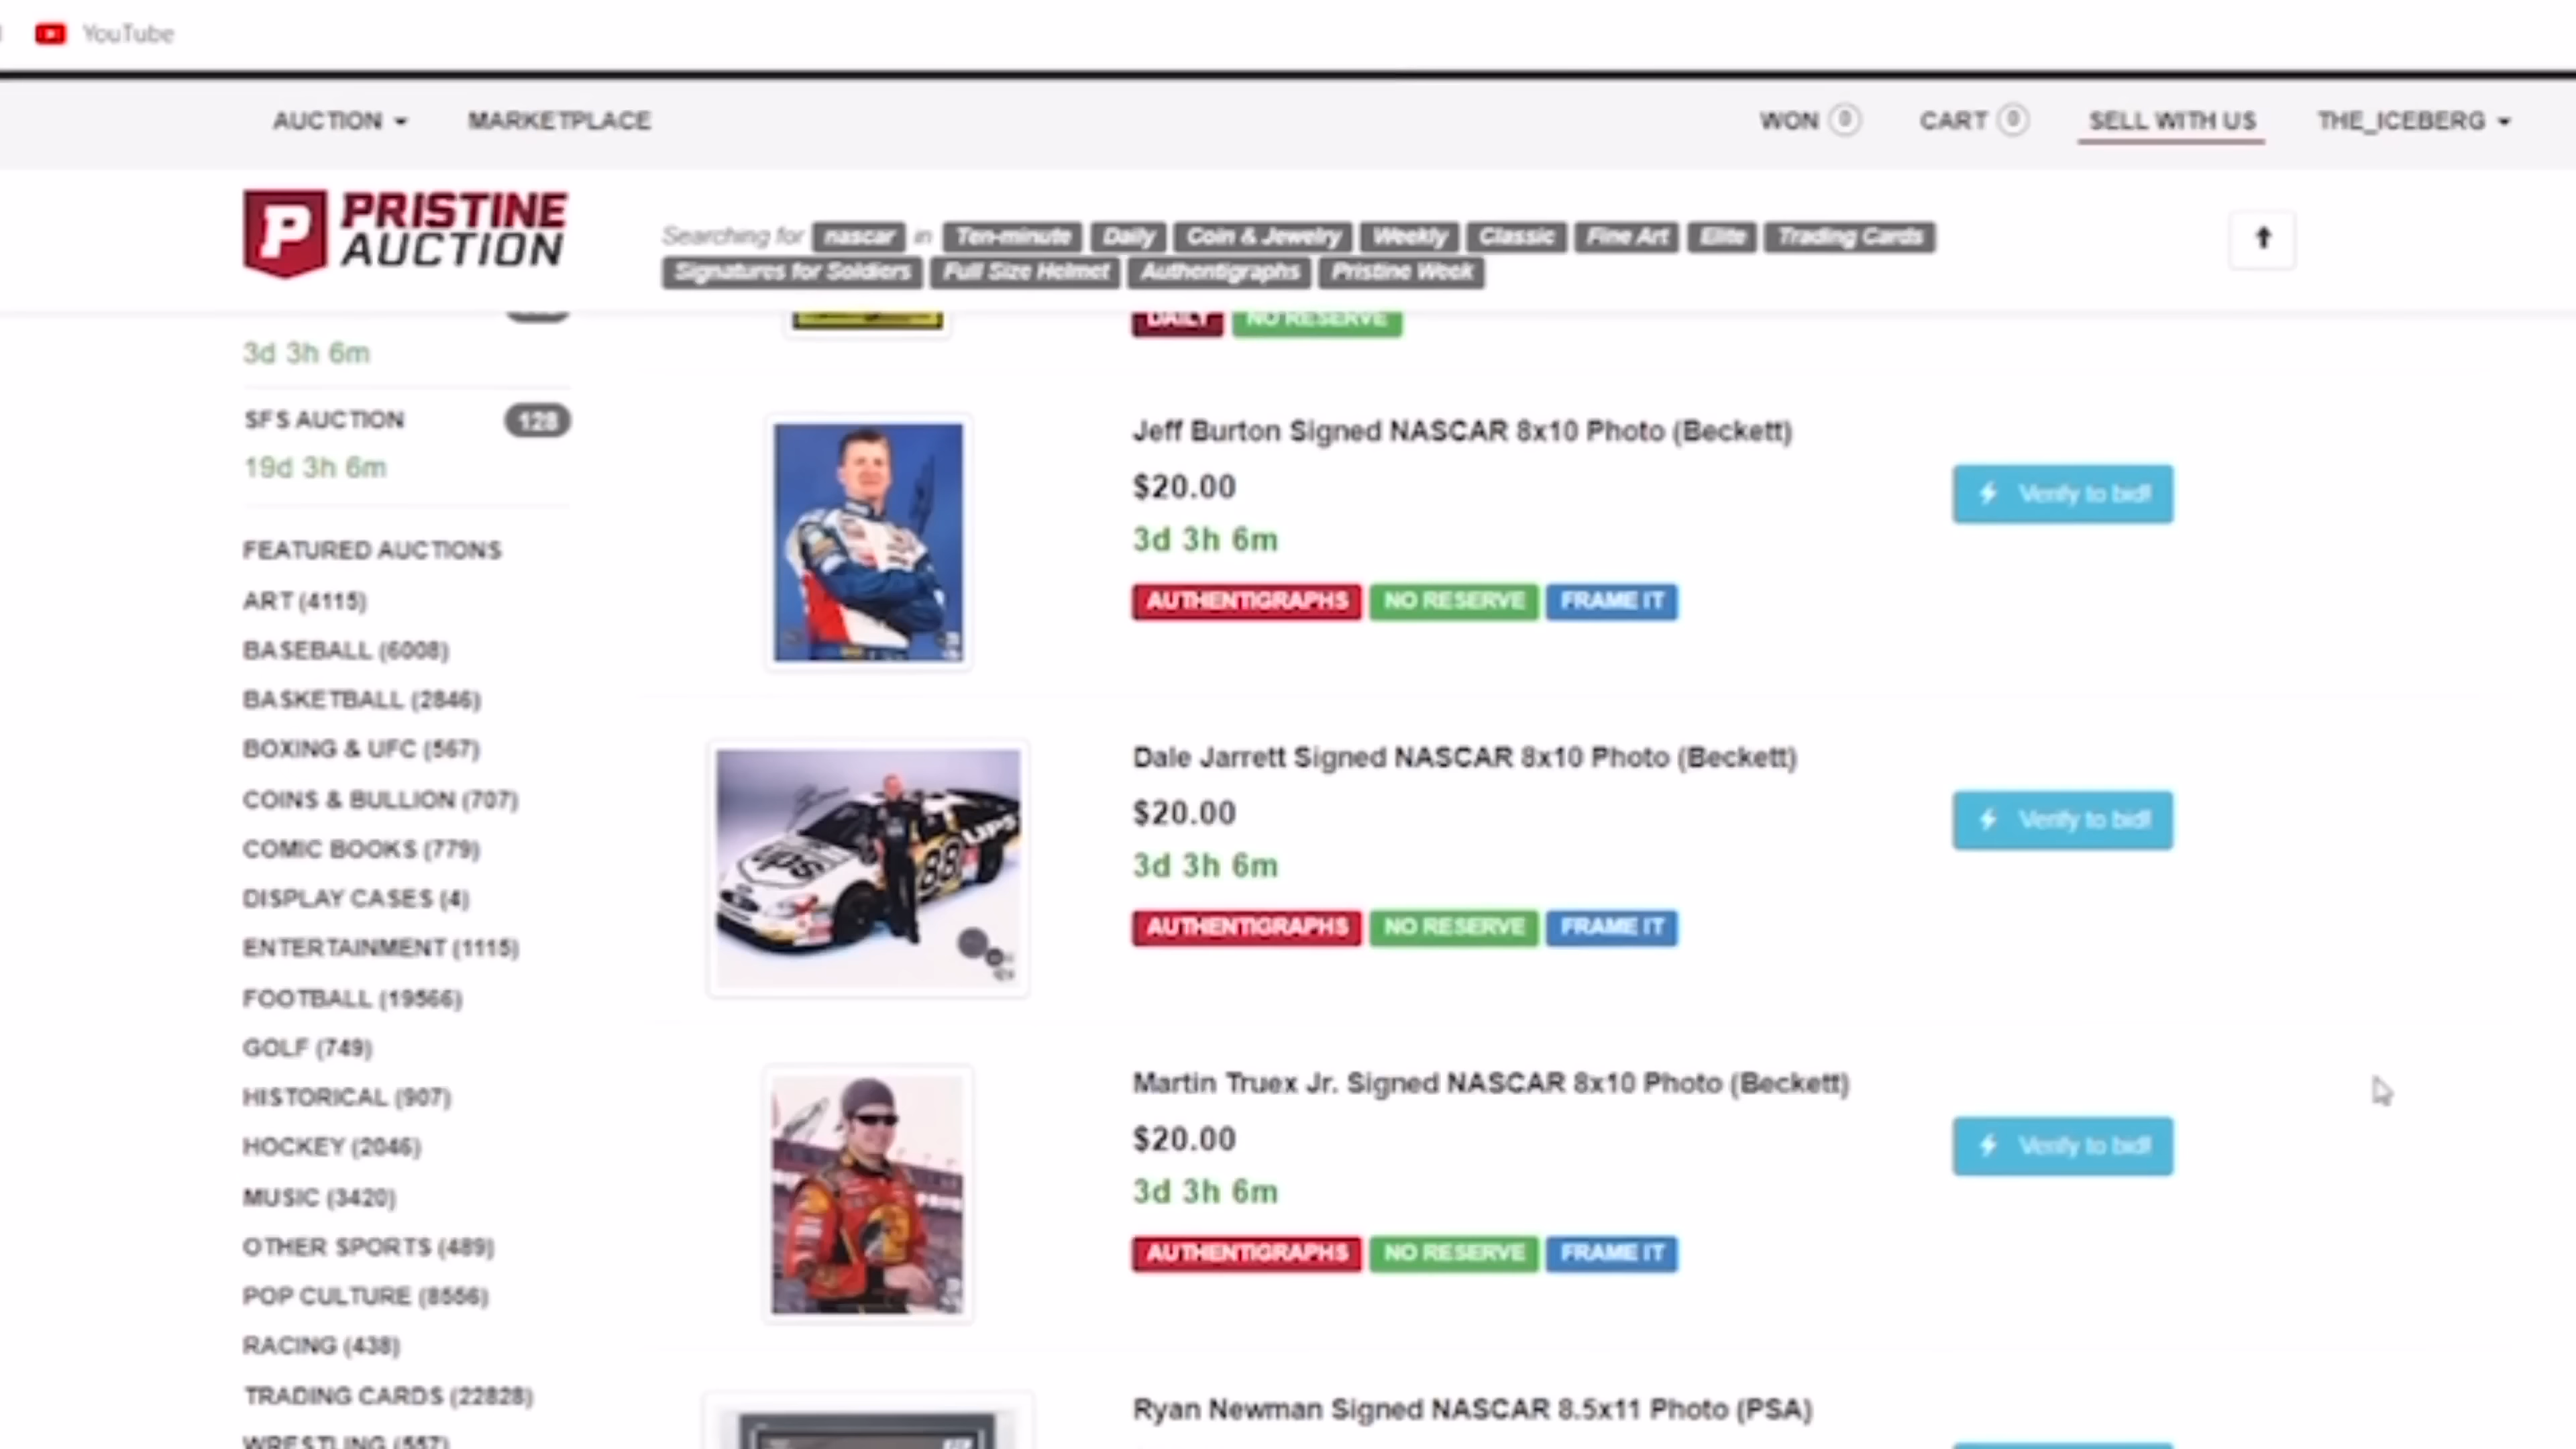 YouTube
AUCTION MARKETPLACE WON 0 CART 0 SELL WITH US THE_ICEBERG
P PRISTINE AUCTION
Searching for nascar in Ten-minute Daily Coin & Jewelry Weekly Classic Fine Art Elite Trading Cards
Signatures for Soldiers Full Size Helmet Authentigraphs Pristine Week
DAILY NO RESERVE
3d 3h 6m
SFS AUCTION 128
19d 3h 6m
FEATURED AUCTIONS
ART (4115)
BASEBALL (6008)
BASKETBALL (2846)
BOXING & UFC (567)
COINS & BULLION (707)
COMIC BOOKS (779)
DISPLAY CASES (4)
ENTERTAINMENT (1115)
FOOTBALL (19566)
GOLF (749)
HISTORICAL (907)
HOCKEY (2046)
MUSIC (3420)
OTHER SPORTS (489)
POP CULTURE (8556)
RACING (438)
TRADING CARDS (22828)
WRESTLING (557)
Jeff Burton Signed NASCAR 8x10 Photo (Beckett)
$20.00
Verify to bid!
3d 3h 6m
AUTHENTIGRAPHS NO RESERVE FRAME IT
ups 88 UPS
Dale Jarrett Signed NASCAR 8x10 Photo (Beckett)
$20.00
Verify to bid!
3d 3h 6m
AUTHENTIGRAPHS NO RESERVE FRAME IT
Martin Truex Jr. Signed NASCAR 8x10 Photo (Beckett)
$20.00
Verify to bid!
3d 3h 6m
AUTHENTIGRAPHS NO RESERVE FRAME IT
Ryan Newman Signed NASCAR 8.5x11 Photo (PSA)